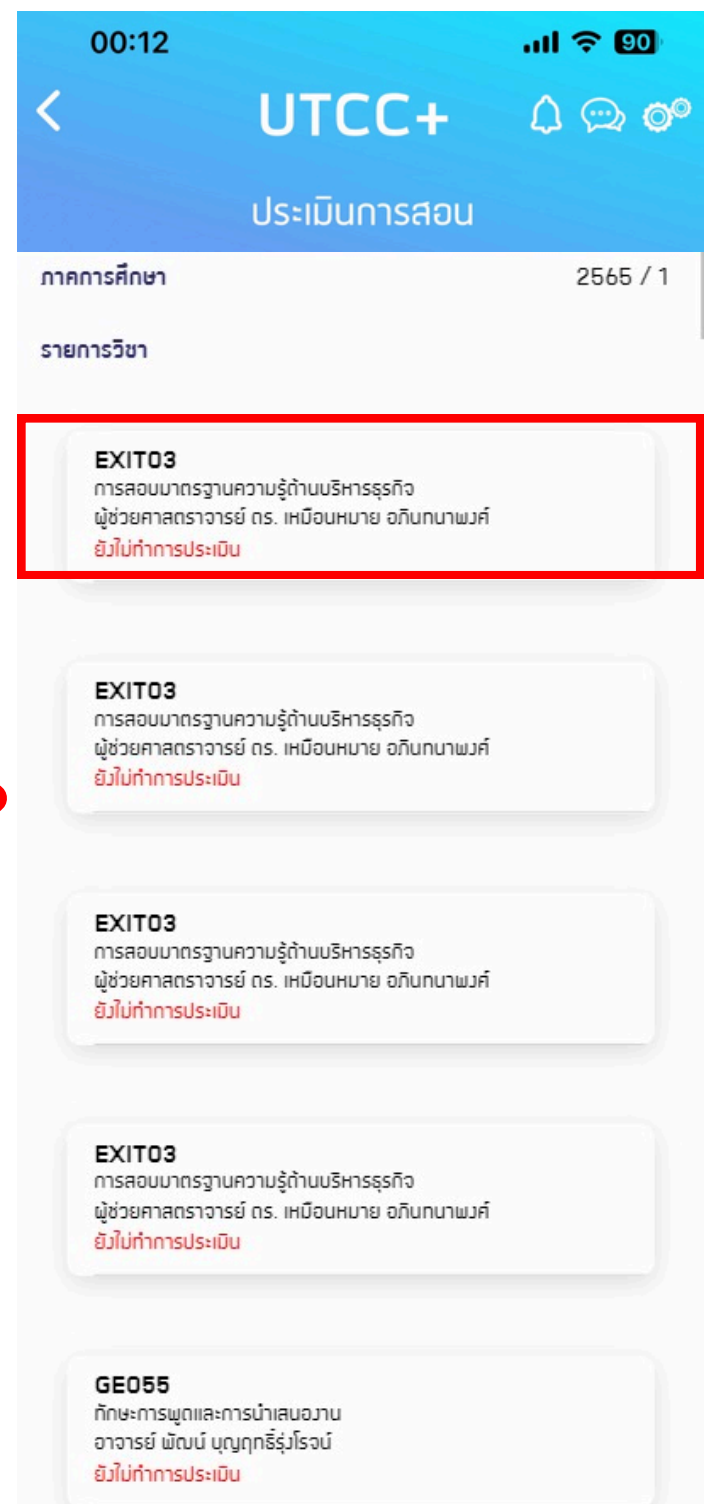 00:12
90
UTCC+
ประเมินการสอน
ภาคการศึกษา 2565 / 1
รายการวิชา
EXIT03
การสอบมาตรฐานความรู้ด้านบริหารธุรกิจ
ผู้ช่วยศาสตราจารย์ ดร. เหมือนหมาย อภินทนาพงศ์
ยังไม่ทำการประเมิน
EXIT03
การสอบมาตรฐานความรู้ด้านบริหารธุรกิจ
ผู้ช่วยศาสตราจารย์ ดร. เหมือนหมาย อภินทนาพงศ์
ยังไม่ทำการประเมิน
EXIT03
การสอบมาตรฐานความรู้ด้านบริหารธุรกิจ
ผู้ช่วยศาสตราจารย์ ดร. เหมือนหมาย อภินทนาพงศ์
ยังไม่ทำการประเมิน
EXIT03
การสอบมาตรฐานความรู้ด้านบริหารธุรกิจ
ผู้ช่วยศาสตราจารย์ ดร. เหมือนหมาย อภินทนาพงศ์
ยังไม่ทำการประเมิน
GE055
ทักษะการพูดและการนำเสนองาน
อาจารย์ พัฒน์ บุญฤทธิ์รุ่งโรจน์
ยังไม่ทำการประเมิน